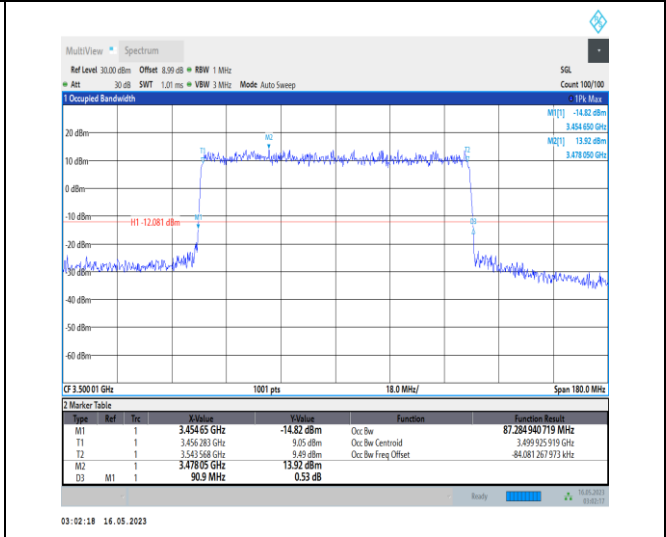 MultiView Spectrum
Ref Level 30.00 dBm Offset 8.99 dB RBW 1 MHz SGL
Att 30 dB SWT 1.01 ms VBW 3 MHz Mode Auto Sweep Count 100/100
1 Occupied Bandwidth 1Pk Max
M1[1] -14.82 dBm
3.454 650 GHz
M2[1] 13.92 dBm
3.478 050 GHz
20 dBm
M2
T1 T2
10 dBm
0 dBm
-10 dBm
H1 -12.081 dBm M1 D3
-20 dBm
-30 dBm
-40 dBm
-50 dBm
-60 dBm
CF 3.500 01 GHz 1001 pts 18.0 MHz/ Span 180.0 MHz
2 Marker Table
Type Ref Trc X-Value Y-Value Function Function Result
M1 1 3.454 65 GHz -14.82 dBm Occ Bw 87.284 940 719 MHz
T1 1 3.456 283 GHz 9.05 dBm Occ Bw Centroid 3.499 925 919 GHz
T2 1 3.543 568 GHz 9.49 dBm Occ Bw Freq Offset -84.081 267 973 kHz
M2 1 3.478 05 GHz 13.92 dBm
D3 M1 1 90.9 MHz 0.53 dB
Ready 16.05.2023
03:02:17
03:02:18 16.05.2023